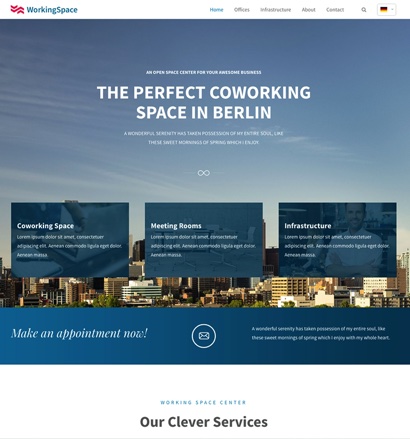 WorkingSpace
Home Offices Infrastructure About Contact
AN OPEN SPACE CENTER FOR YOUR AWESOME BUSINESS
THE PERFECT COWORKING
SPACE IN BERLIN
A WONDERFUL SERENITY HAS TAKEN POSSESSION OF MY ENTIRE SOUL, LIKE
THESE SWEET MORNINGS OF SPRING WHICH I ENJOY
Coworking Space
Lorem ipsum dolor sit amet, consectetuer
adipiscing elit. Aenean commodo ligula eget dolor.
Aenean massa.
Meeting Rooms
Lorem ipsum dolor sit amet, consectetuer
adipiscing elit. Aenean commodo ligula eget dolor.
Aenean massa.
Infrastructure
Lorem ipsum dolor sit amet, consectetuer
adipiscing elit. Aenean commodo ligula eget dolor.
Aenean massa.
Make an appointment now!
A wonderful serenity has taken possession of my entire soul, like
these sweet mornings of spring which I enjoy with my whole heart.
WORKING SPACE CENTER
Our Clever Services